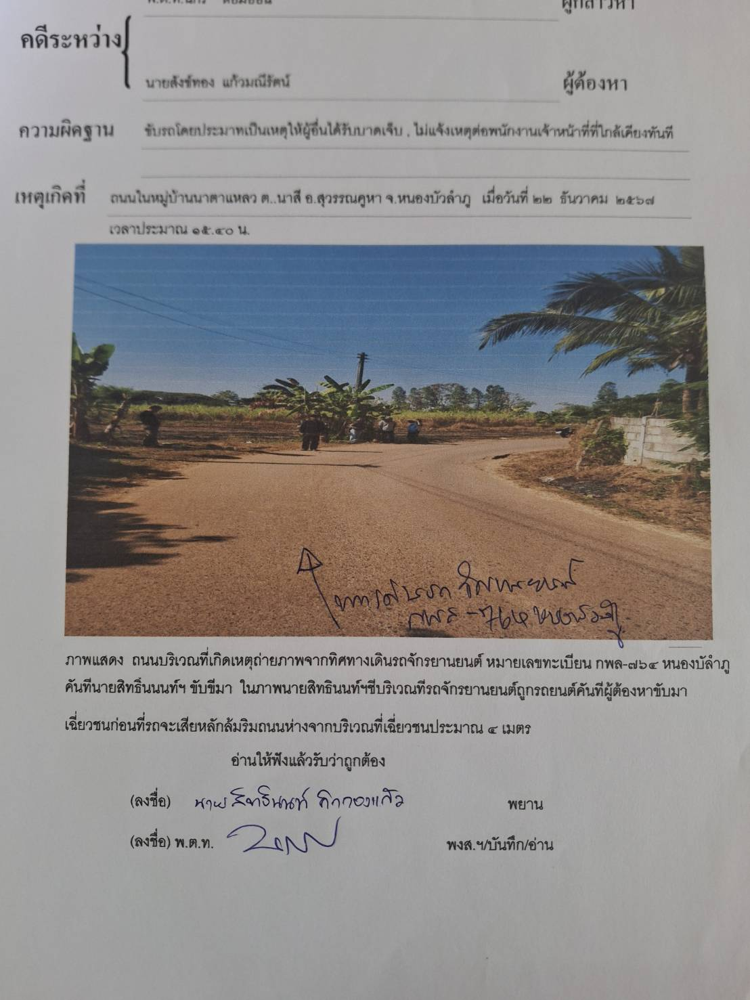 ผู้กล่าวหา
คดีระหว่าง
นายสังข์ทอง แก้วมณีรัตน์ ผู้ต้องหา
ความผิดฐาน ขับรถโดยประมาทเป็นเหตุให้ผู้อื่นได้รับบาดเจ็บ , ไม่แจ้งเหตุต่อพนักงานเจ้าหน้าที่ที่ใกล้เคียงทันที
เหตุเกิดที่ ถนนในหมู่บ้านนาตาแหลว ต..นาสี อ.สุวรรณคูหา จ.หนองบัวลำภู เมื่อวันที่ ๒๒ ธันวาคม ๒๕๖๗
เวลาประมาณ ๑๕.๔๐ น.
ทางเดินรถ จักรยานยนต์
กพล - ๖๔ หนองบัวลำภู
ภาพแสดง ถนนบริเวณที่เกิดเหตุถ่ายภาพจากทิศทางเดินรถจักรยานยนต์ หมายเลขทะเบียน กพล-๗๖๔ หนองบัลำภู
คันที่นายสิทธิ์นนท์ฯ ขับขี่มา ในภาพนายสิทธินนท์ฯชี้บริเวณที่รถจักรยานยนต์ถูกรถยนต์คันที่ผู้ต้องหาขับมา
เฉี่ยวชนก่อนที่รถจะเสียหลักล้มริมถนนห่างจากบริเวณที่เฉี่ยวชนประมาณ ๔ เมตร
อ่านให้ฟังแล้วรับว่าถูกต้อง
(ลงชื่อ) นาย สิทธินนท์ พยาน
(ลงชื่อ) พ.ต.ท. พงส.ฯ/บันทึก/อ่าน